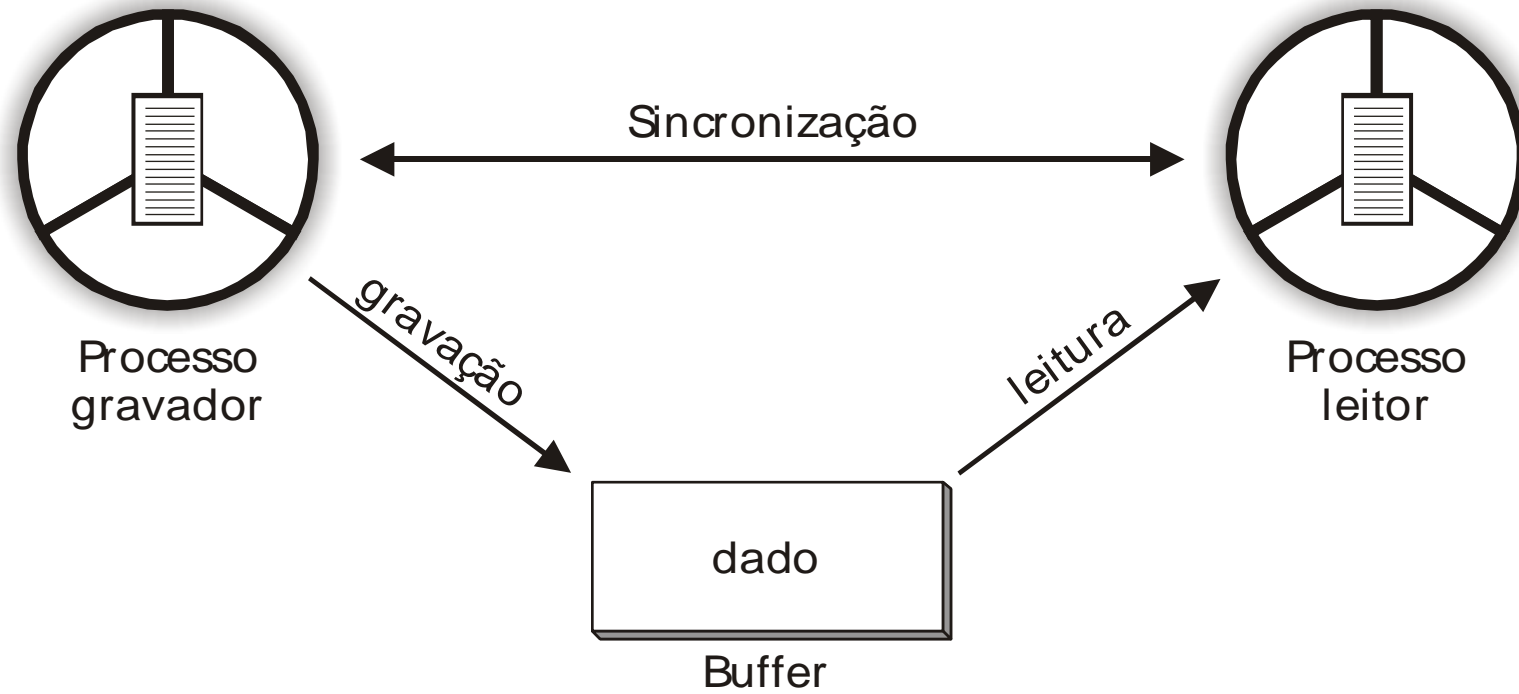 Sincronização
gravação
leitura
Processo
gravador
Processo
leitor
dado
Buffer